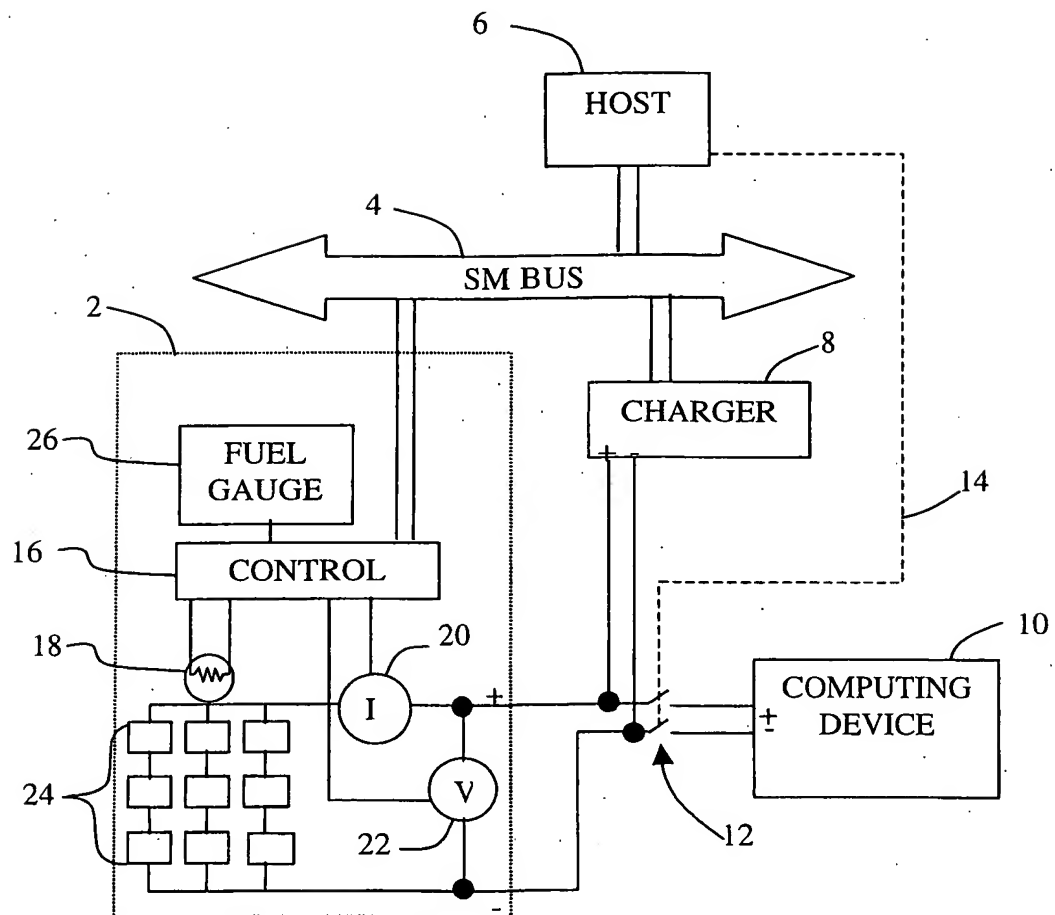 6
HOST
4
SM BUS
2
8
CHARGER
+ -
26
FUEL
GAUGE
14
16
CONTROL
18
20
10
I
+
COMPUTING
DEVICE
+
-
24
V
22
12
-